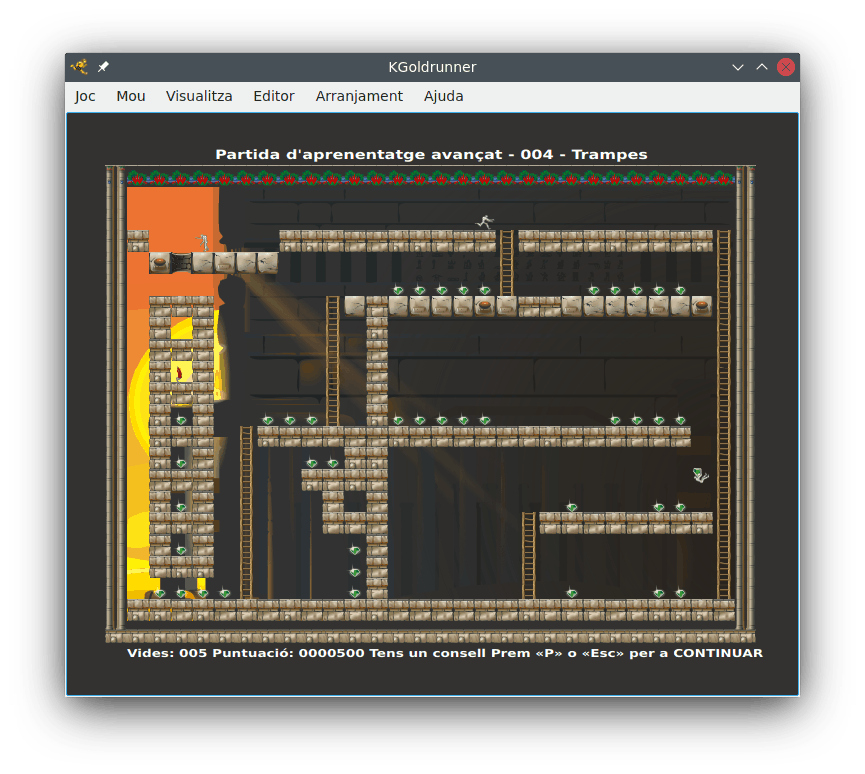 KGoldrunner
Joc Mou Visualitza Editor Arranjament Ajuda
Partida d'aprenentatge avançat - 004 - Trampes
Vides: 005 Puntuació: 0000500 Tens un consell Prem «P» o «Esc» per a CONTINUAR